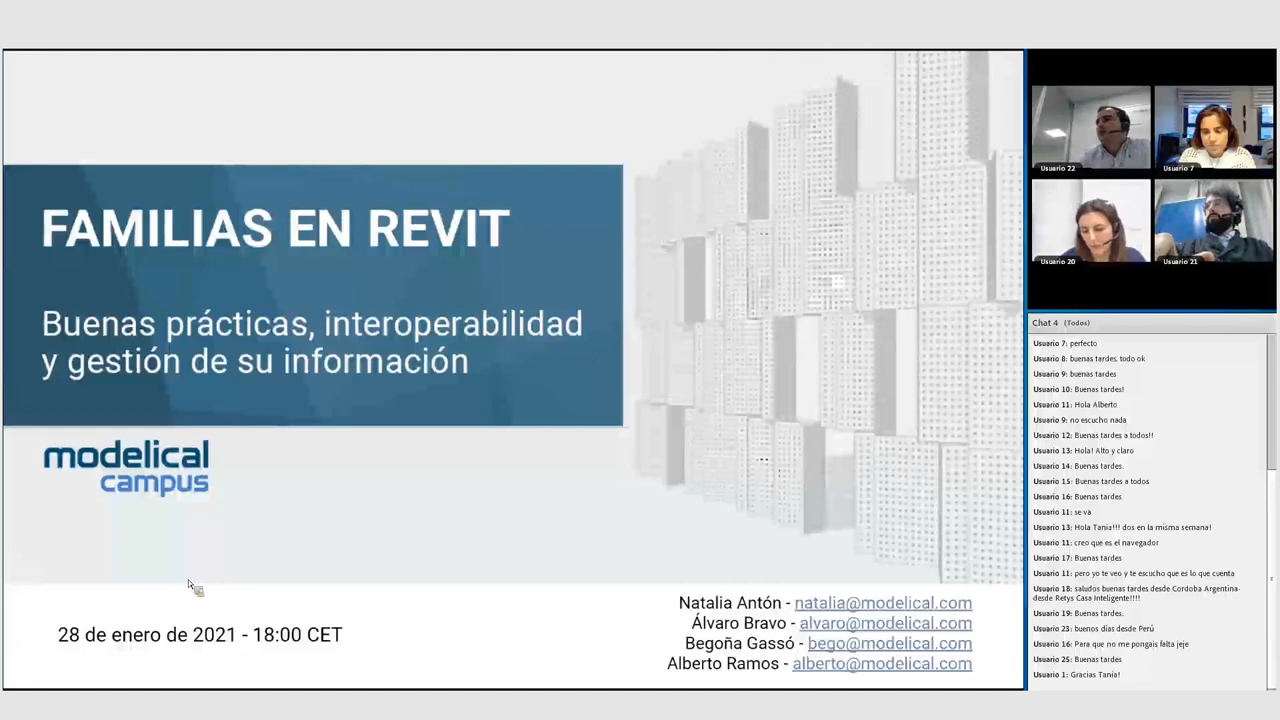 FAMILIAS EN REVIT
Buenas prácticas, interoperabilidad
y gestión de su información
modelical
campus
28 de enero de 2021 - 18:00 CET
Natalia Antón - natalia@modelical.com
Álvaro Bravo - alvaro@modelical.com
Begoña Gassó - bego@modelical.com
Alberto Ramos - alberto@modelical.com
Usuario 22
Usuario 7
Usuario 20
Usuario 21
Chat 4 (Todos)
Usuario 7: perfecto
Usuario 8: buenas tardes, todo ok
Usuario 9: buenas tardes
Usuario 10: Buenas tardes!
Usuario 11: Hola Alberto
Usuario 9: no escucho nada
Usuario 12: Buenas tardes a todos!!
Usuario 13: Hola! Alto y claro
Usuario 14: Buenas tardes.
Usuario 15: Buenas tardes a todos
Usuario 16: Buenas tardes
Usuario 11: se va
Usuario 13: Hola Tania!!! dos en la misma semana!
Usuario 11: creo que es el navegador
Usuario 17: Buenas tardes
Usuario 11: pero yo te veo y te escucho que es lo que cuenta
Usuario 18: saludos buenas tardes desde Cordoba Argentina-
desde Retys Casa Inteligente!!!!
Usuario 19: Buenas tardes.
Usuario 23: buenos días desde Perú
Usuario 16: Para que no me pongais falta jeje
Usuario 25: Buenas tardes
Usuario 1: Gracias Tania!